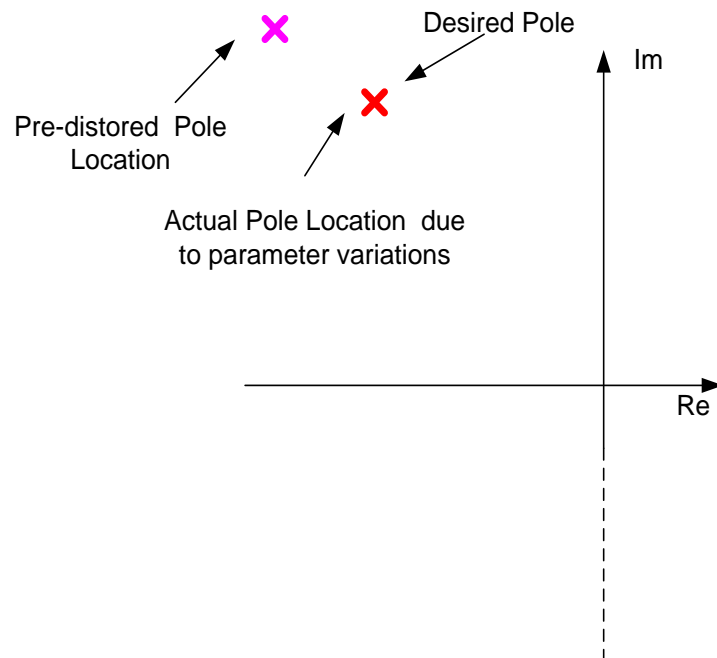 Desired Pole
Im
Pre-distored Pole
Location
Actual Pole Location due
to parameter variations
Re